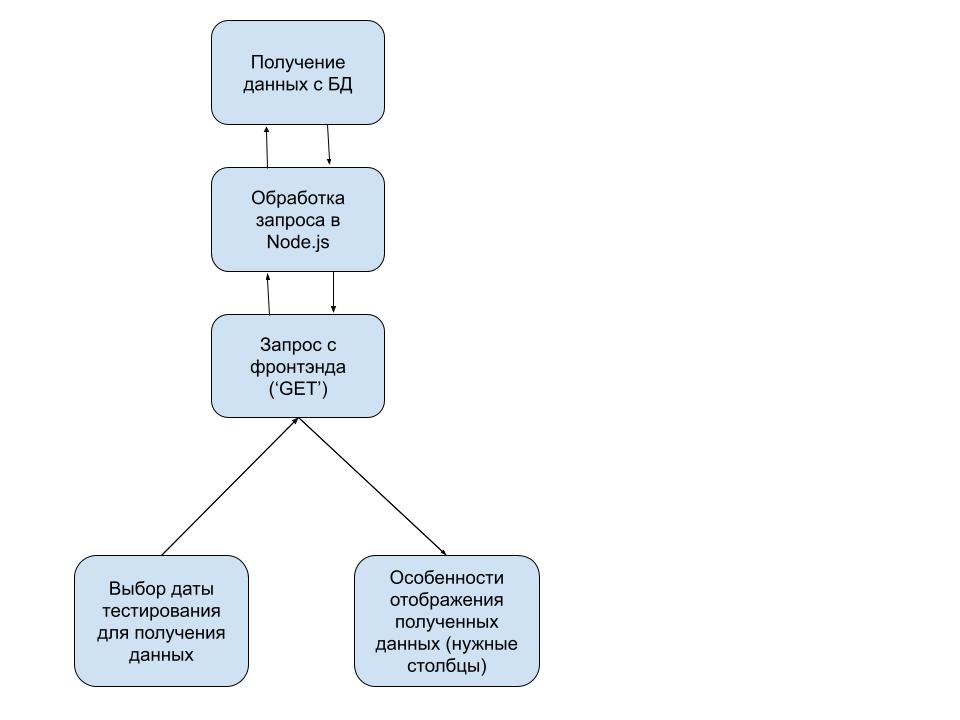 Получение
данных с БД
Обработка
запроса в
Node.js
Запрос с
фронтэнда
(‘GET’)
Выбор даты
тестирования
для получения
данных
Особенности
отображения
полученных
данных (нужные
столбцы)